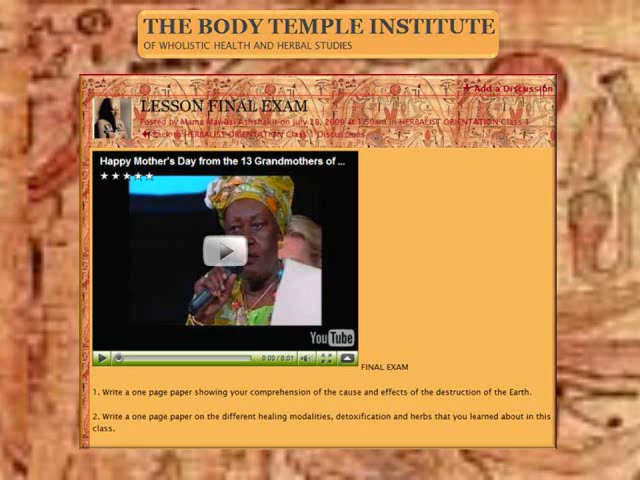 THE BODY TEMPLE INSTITUTE
OF WHOLISTIC HEALTH AND HERBAL STUDIES
+ Add a Discussion
LESSON FINAL EXAM
Posted by Mama Mawusi Ashshakir on July 28, 2009 at 1:50am in HERBALIST ORIENTATION Class 1
Back to HERBALIST ORIENTATION Class 1 Discussions
Happy Mother's Day from the 13 Grandmothers of ...
YouTube
0:00 / 8:01
FINAL EXAM
1. Write a one page paper showing your comprehension of the cause and effects of the destruction of the Earth.
2. Write a one page paper on the different healing modalities, detoxification and herbs that you learned about in this
class.